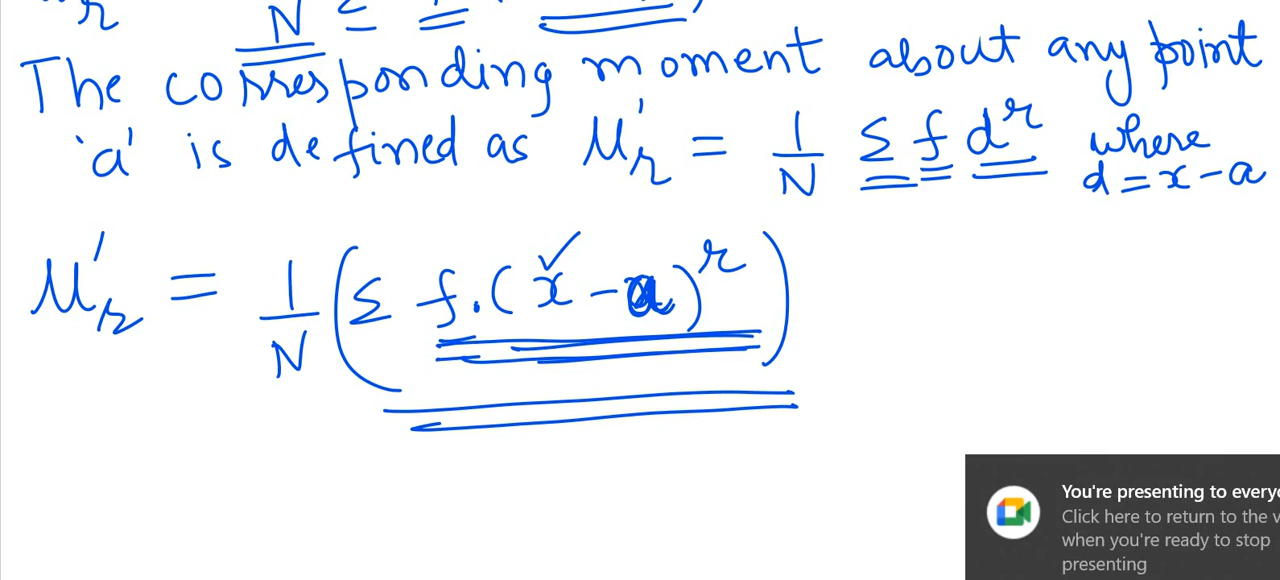 r N Σ f
The corresponding moment about any point
'a' is defined as μ'r = 1/N Σ f d^r where d = x - a
μ'r = 1/N (Σ f.(x - a)^r)
You're presenting to every
Click here to return to the v
when you're ready to stop
presenting